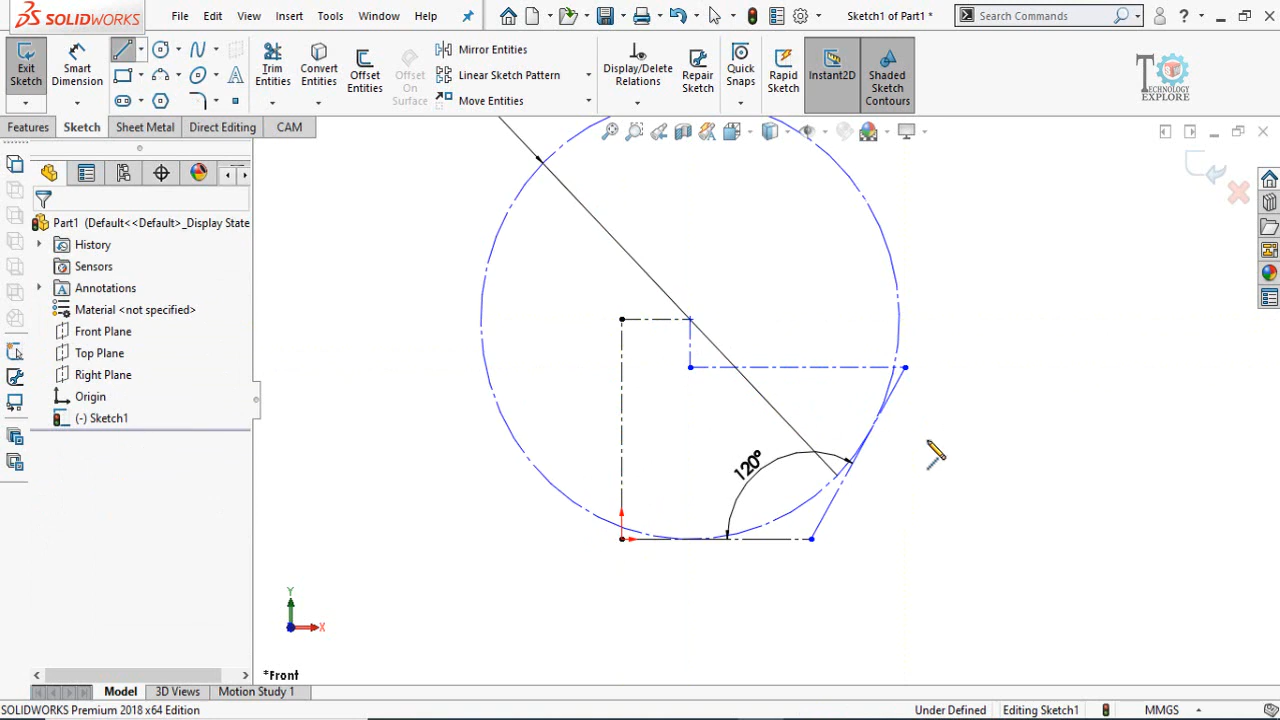 SOLIDWORKS File Edit View Insert Tools Window Help Sketch1 of Part1 * Search Commands ?
Exit Sketch
Smart Dimension
Trim Entities
Convert Entities
Offset Entities
Offset On Surface
Mirror Entities
Linear Sketch Pattern
Move Entities
Display/Delete Relations
Repair Sketch
Quick Snaps
Rapid Sketch
Instant2D
Shaded Sketch Contours
TECHNOLOGY
EXPLORE
Features Sketch Sheet Metal Direct Editing CAM
Part1 (Default<<Default>_Display State
History
Sensors
Annotations
Material <not specified>
Front Plane
Top Plane
Right Plane
Origin
(-) Sketch1
120°
Y
X
*Front
Model 3D Views Motion Study 1
SOLIDWORKS Premium 2018 x64 Edition Under Defined Editing Sketch1 MMGS